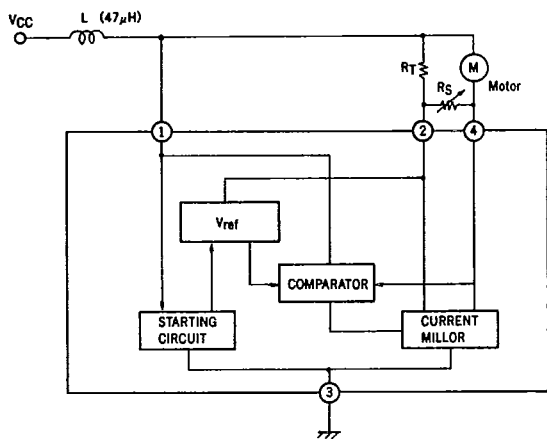 VCC L (47μH)
RT
M
Motor
RS
1
2
4
Vref
COMPARATOR
STARTING
CIRCUIT
CURRENT
MILLOR
3